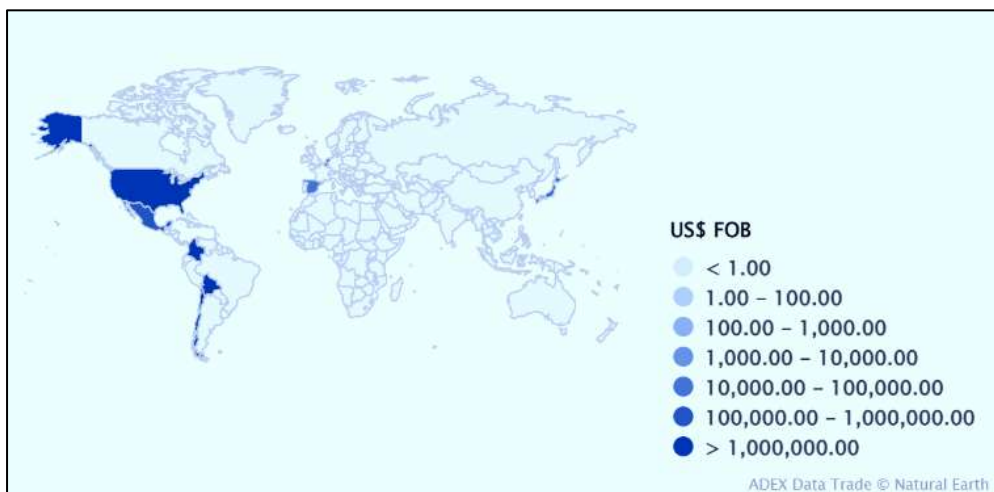 US$ FOB
< 1.00
1.00 – 100.00
100.00 – 1,000.00
1,000.00 – 10,000.00
10,000.00 – 100,000.00
100,000.00 – 1,000,000.00
> 1,000,000.00
ADEX Data Trade © Natural Earth